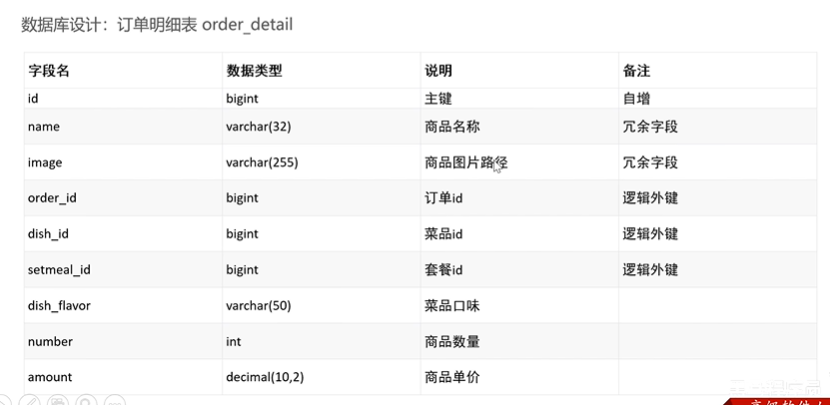 数据库设计：订单明细表 order_detail
字段名 数据类型 说明 备注
id bigint 主键 自增
name varchar(32) 商品名称 冗余字段
image varchar(255) 商品图片路径 冗余字段
order_id bigint 订单id 逻辑外键
dish_id bigint 菜品id 逻辑外键
setmeal_id bigint 套餐id 逻辑外键
dish_flavor varchar(50) 菜品口味
number int 商品数量
amount decimal(10,2) 商品单价